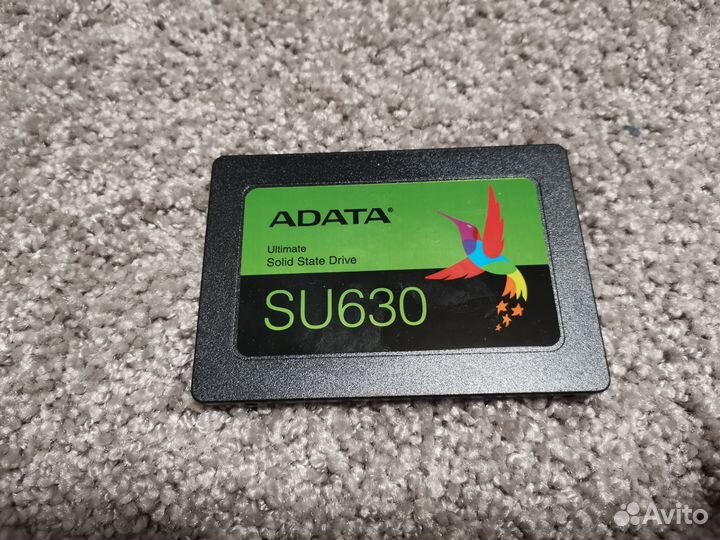 ADATA®
Ultimate
Solid State Drive
SU630
Avito